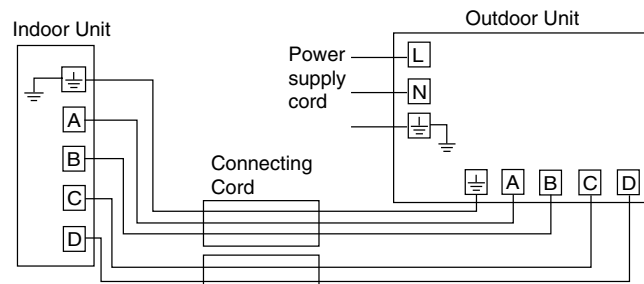 Outdoor Unit
Indoor Unit
Power
supply
cord
L
N
A
B
C
D
Connecting
Cord
A B C D